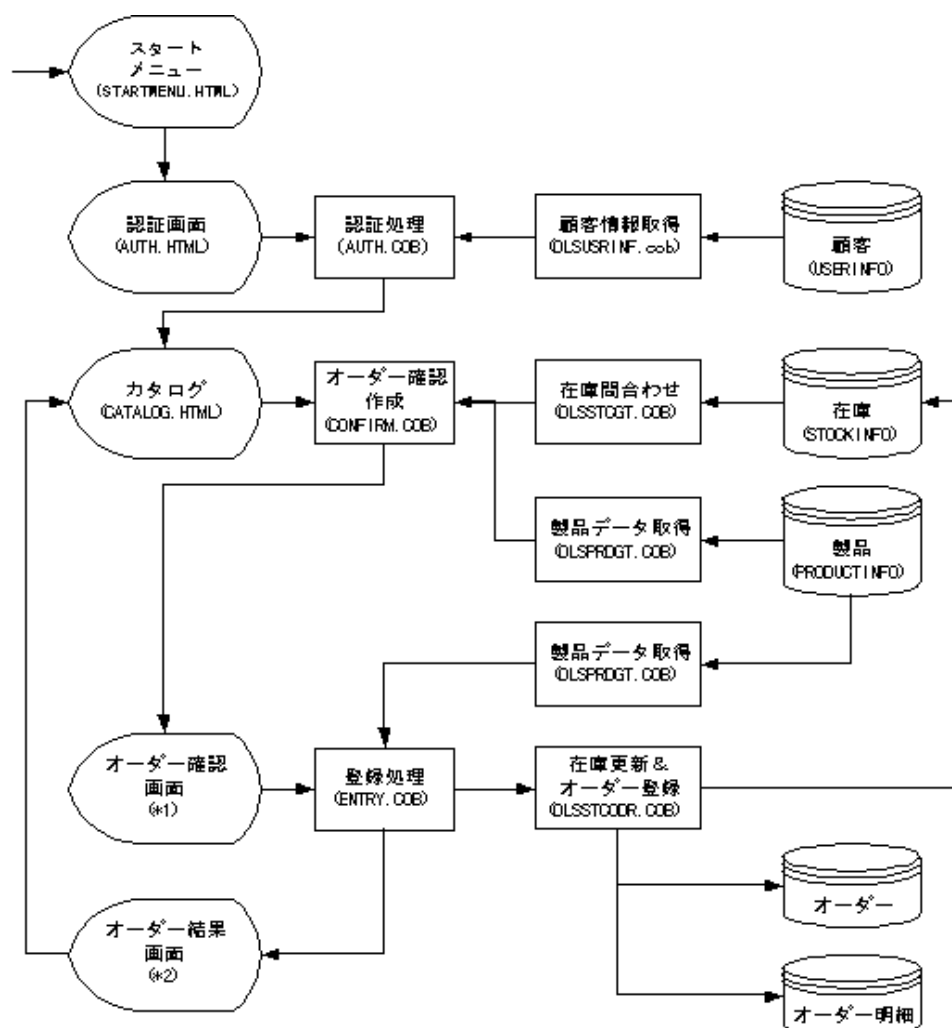 スタート
メニュー
(STARTMENU.HTML)
認証画面
(AUTH.HTML)
認証処理
(AUTH.COB)
顧客情報取得
(DLSUSRINF.cob)
顧客
(USERINFO)
カタログ
(CATALOG.HTML)
オーダー確認
作成
(CONFIRM.COB)
在庫問合わせ
(DLSSTCGT.COB)
在庫
(STOCKINFO)
製品データ取得
(DLSPRDGT.COB)
製品
(PRODUCTINFO)
製品データ取得
(DLSPRDGT.COB)
オーダー確認
画面
(*1)
登録処理
(ENTRY.COB)
在庫更新&
オーダー登録
(DLSSTCODR.COB)
オーダー
オーダー結果
画面
(*2)
オーダー明細